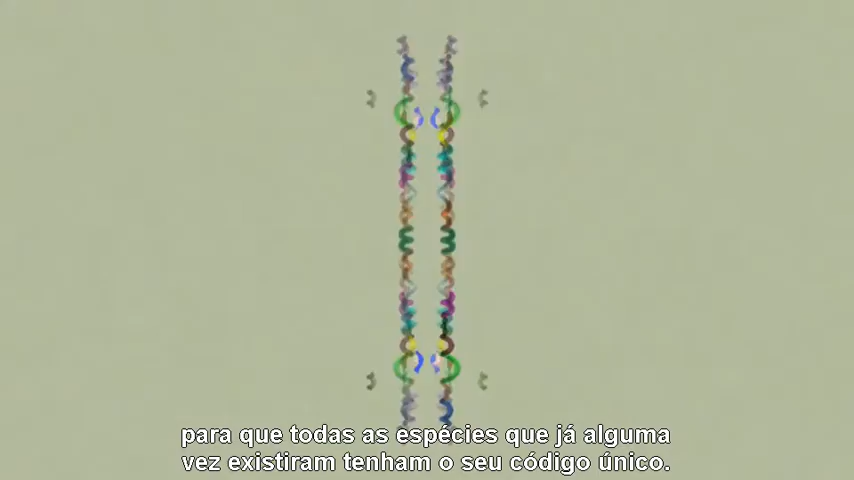 para que todas as espécies que já alguma
vez existiram tenham o seu código único.